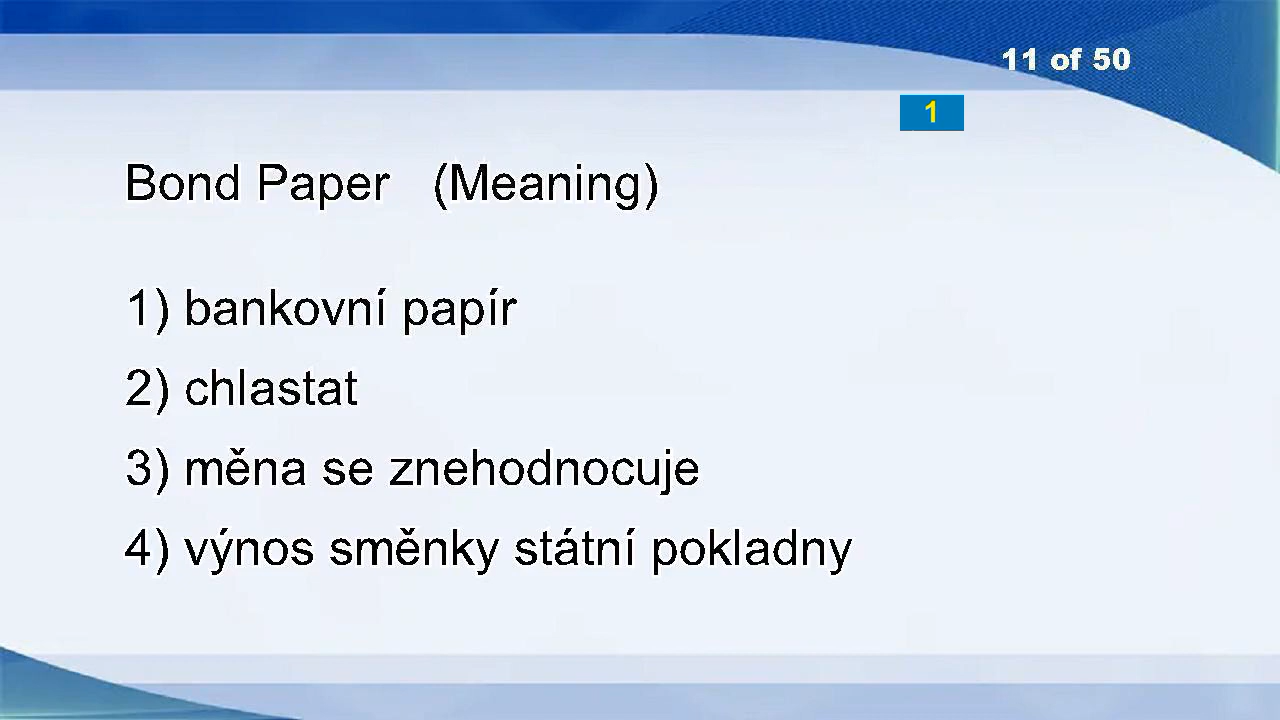 11 of 50
1
Bond Paper (Meaning)
1) bankovní papír
2) chlastat
3) měna se znehodnocuje
4) výnos směnky státní pokladny